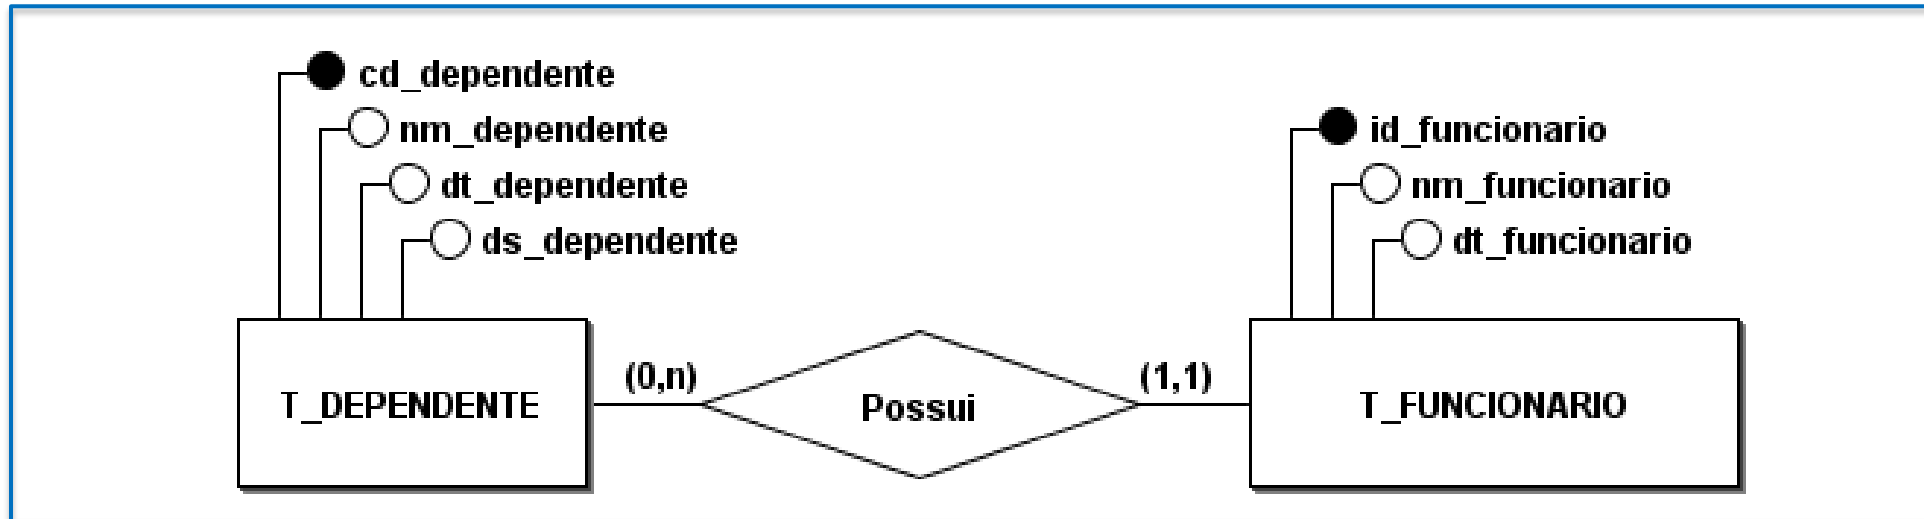 cd_dependente
nm_dependente
dt_dependente
ds_dependente
id_funcionario
nm_funcionario
dt_funcionario
T_DEPENDENTE
(0,n)
Possui
(1,1)
T_FUNCIONARIO